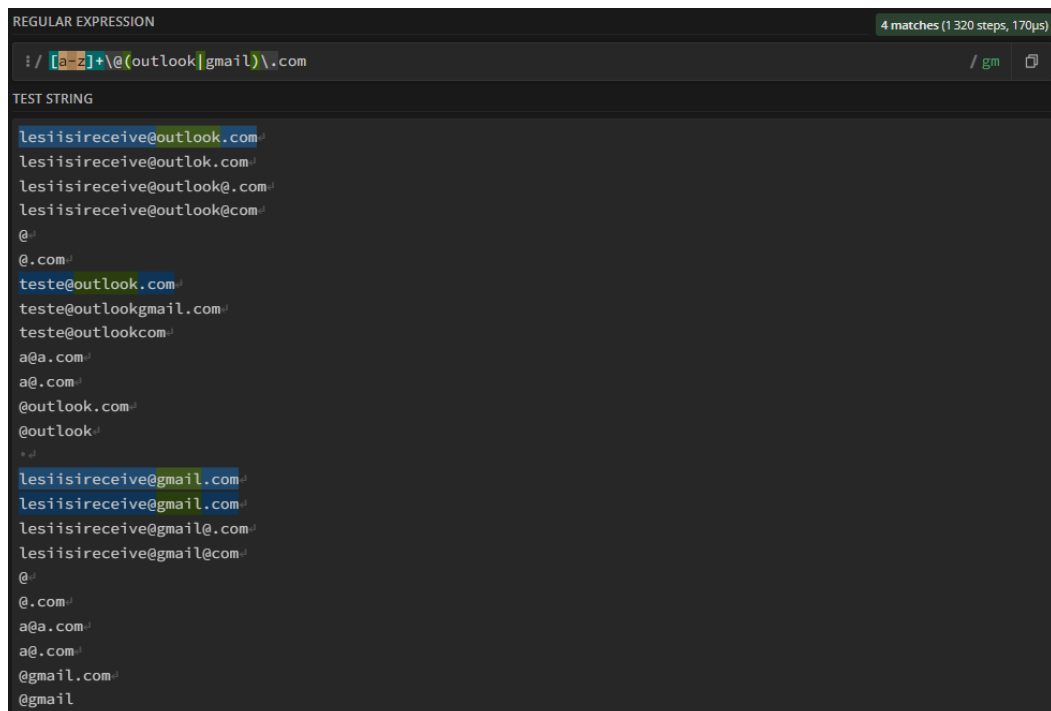 REGULAR EXPRESSION
4 matches (1 320 steps, 170µs)
/ [a-z]+\@(outlook|gmail)\.com / gm
TEST STRING
lesiisireceive@outlook.com
lesiisireceive@outlok.com
lesiisireceive@outlook@.com
lesiisireceive@outlook@com
@
@.com
teste@outlook.com
teste@outlookgmail.com
teste@outlookcom
a@a.com
a@.com
@outlook.com
@outlook
lesiisireceive@gmail.com
lesiisireceive@gmail.com
lesiisireceive@gmail@.com
lesiisireceive@gmail@com
@
@.com
a@a.com
a@.com
@gmail.com
@gmail